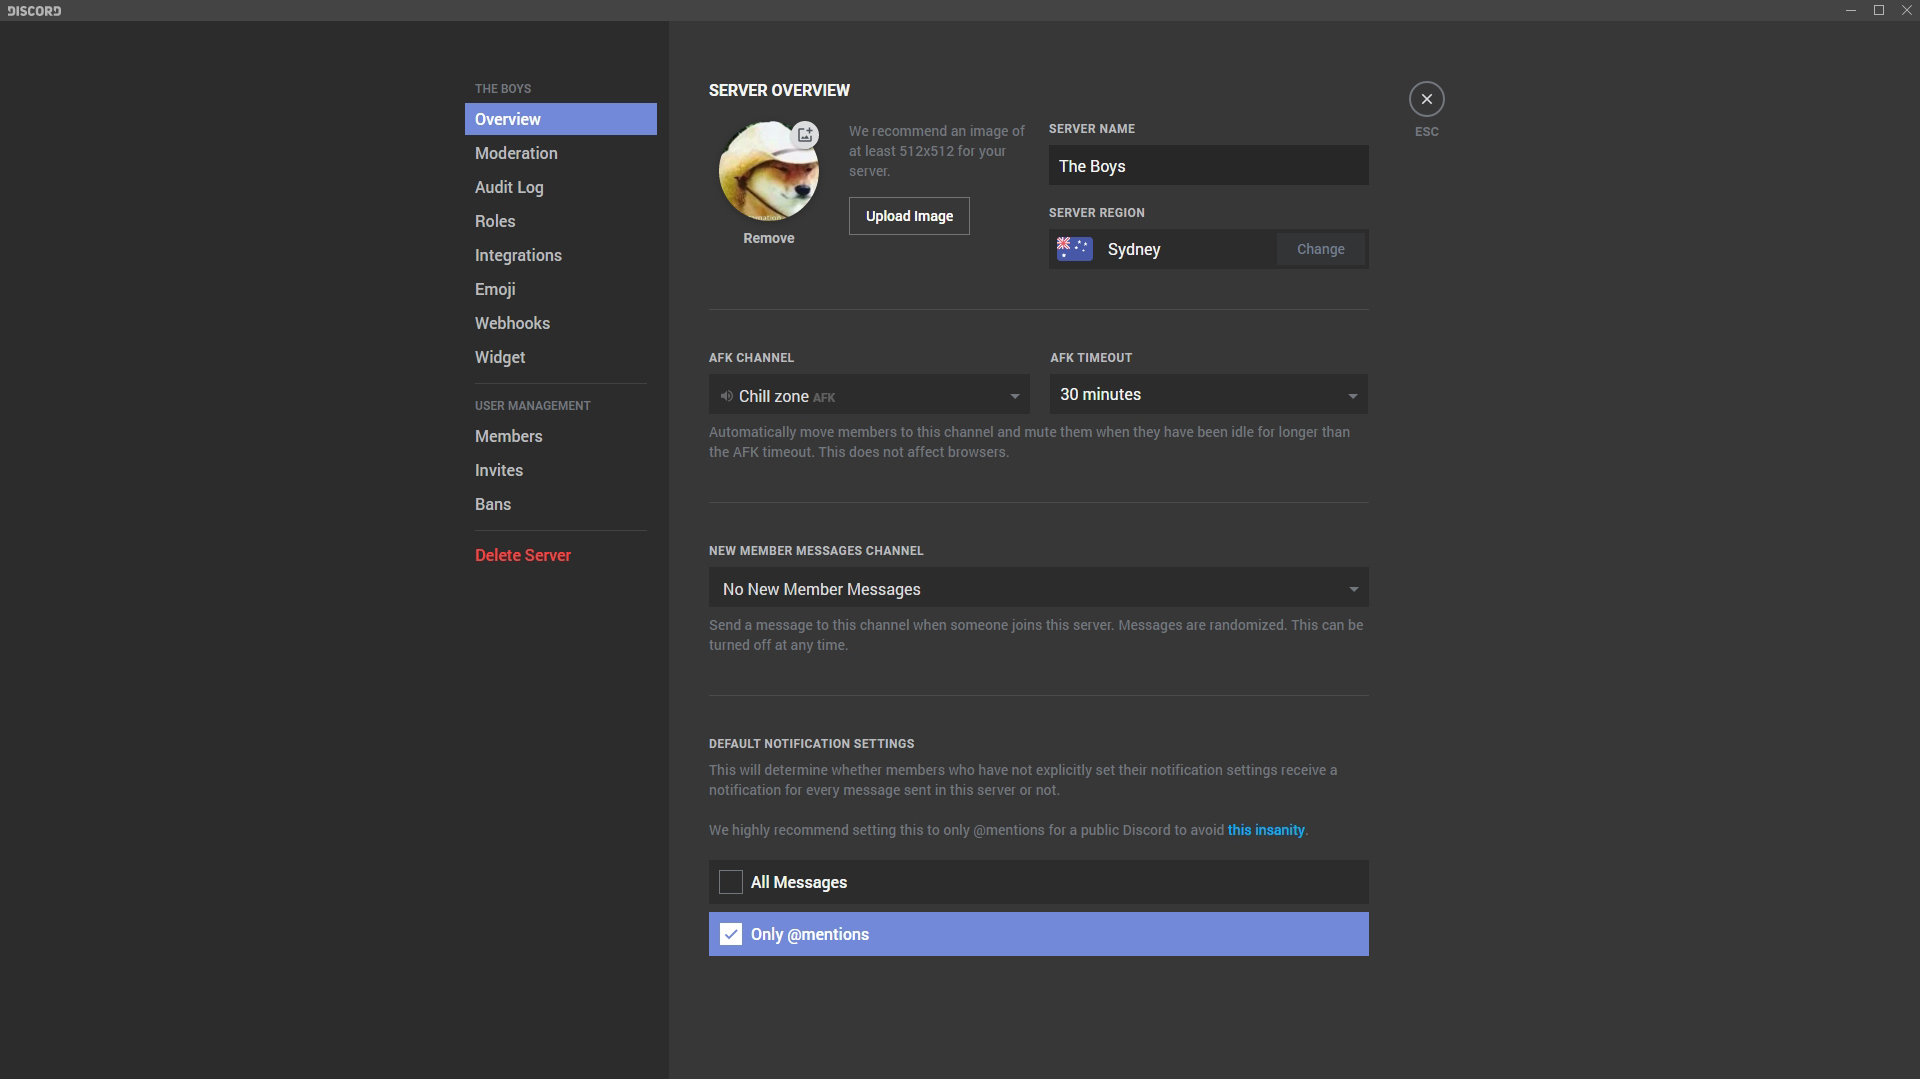 DISCORD
THE BOYS
Overview
Moderation
Audit Log
Roles
Integrations
Emoji
Webhooks
Widget
USER MANAGEMENT
Members
Invites
Bans
Delete Server
SERVER OVERVIEW
Remove
We recommend an image of
at least 512x512 for your
server.
Upload Image
SERVER NAME
The Boys
SERVER REGION
Sydney
Change
ESC
AFK CHANNEL
Chill zone AFK
AFK TIMEOUT
30 minutes
Automatically move members to this channel and mute them when they have been idle for longer than
the AFK timeout. This does not affect browsers.
NEW MEMBER MESSAGES CHANNEL
No New Member Messages
Send a message to this channel when someone joins this server. Messages are randomized. This can be
turned off at any time.
DEFAULT NOTIFICATION SETTINGS
This will determine whether members who have not explicitly set their notification settings receive a
notification for every message sent in this server or not.
We highly recommend setting this to only @mentions for a public Discord to avoid this insanity.
All Messages
Only @mentions